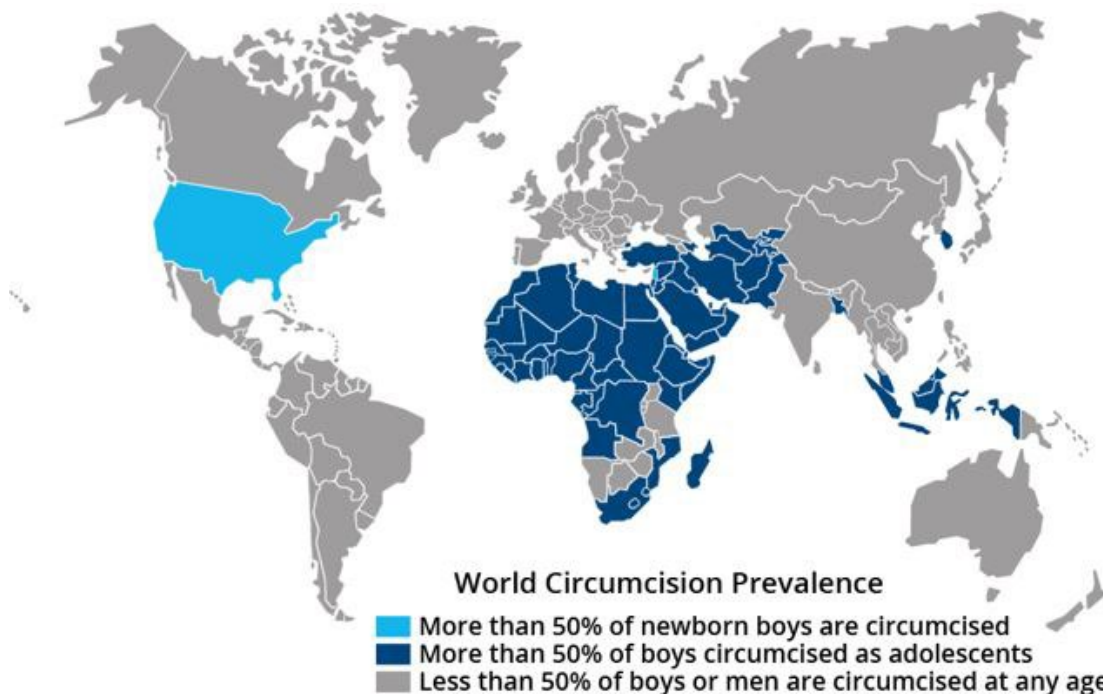 World Circumcision Prevalence
More than 50% of newborn boys are circumcised
More than 50% of boys circumcised as adolescents
Less than 50% of boys or men are circumcised at any age